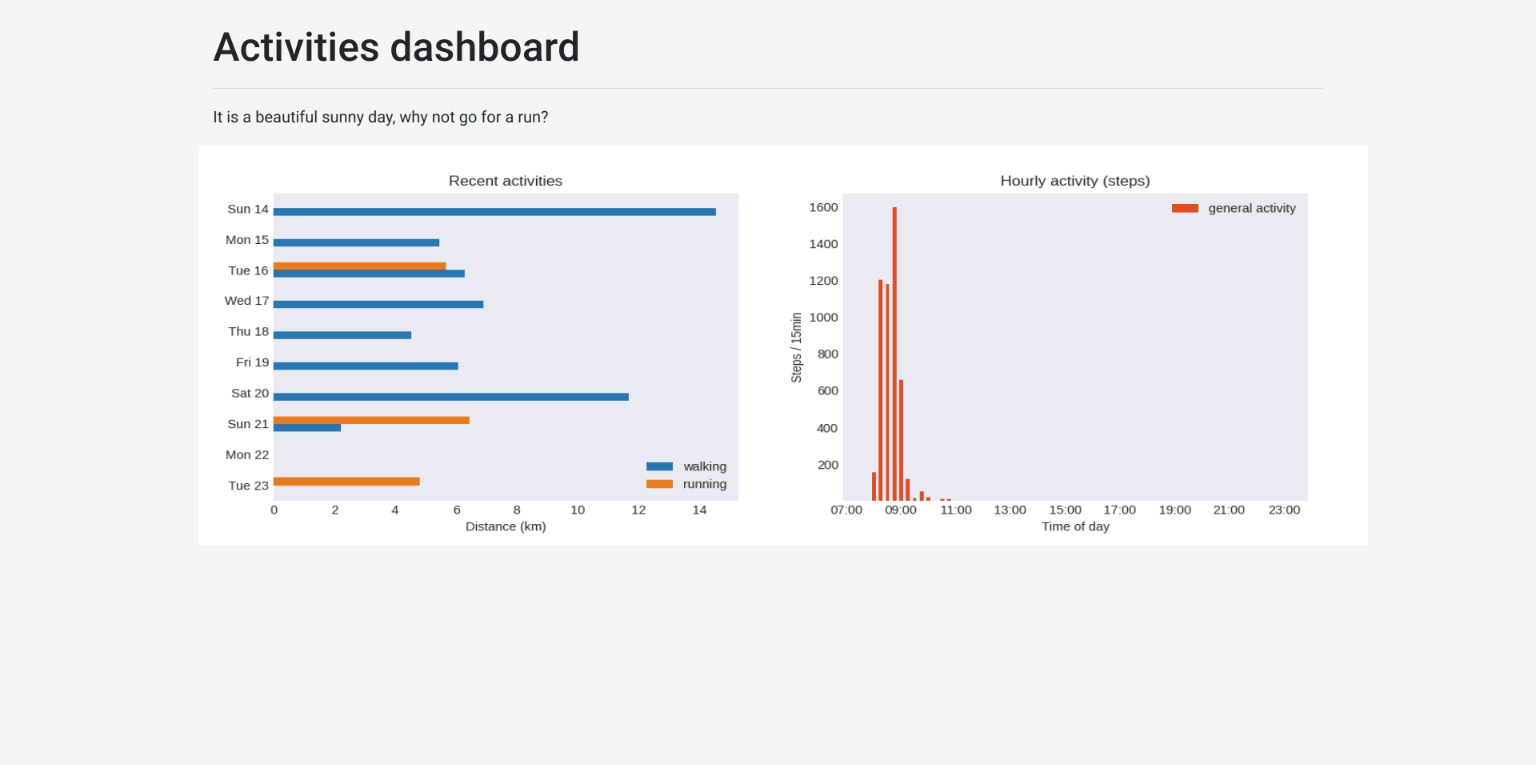 Activities dashboard
It is a beautiful sunny day, why not go for a run?
Recent activities
Sun 14
Mon 15
Tue 16
Wed 17
Thu 18
Fri 19
Sat 20
Sun 21
Mon 22
Tue 23
walking
running
0 2 4 6 8 10 12 14
Distance (km)
Hourly activity (steps)
general activity
Steps / 15min
1600
1400
1200
1000
800
600
400
200
07:00 09:00 11:00 13:00 15:00 17:00 19:00 21:00 23:00
Time of day